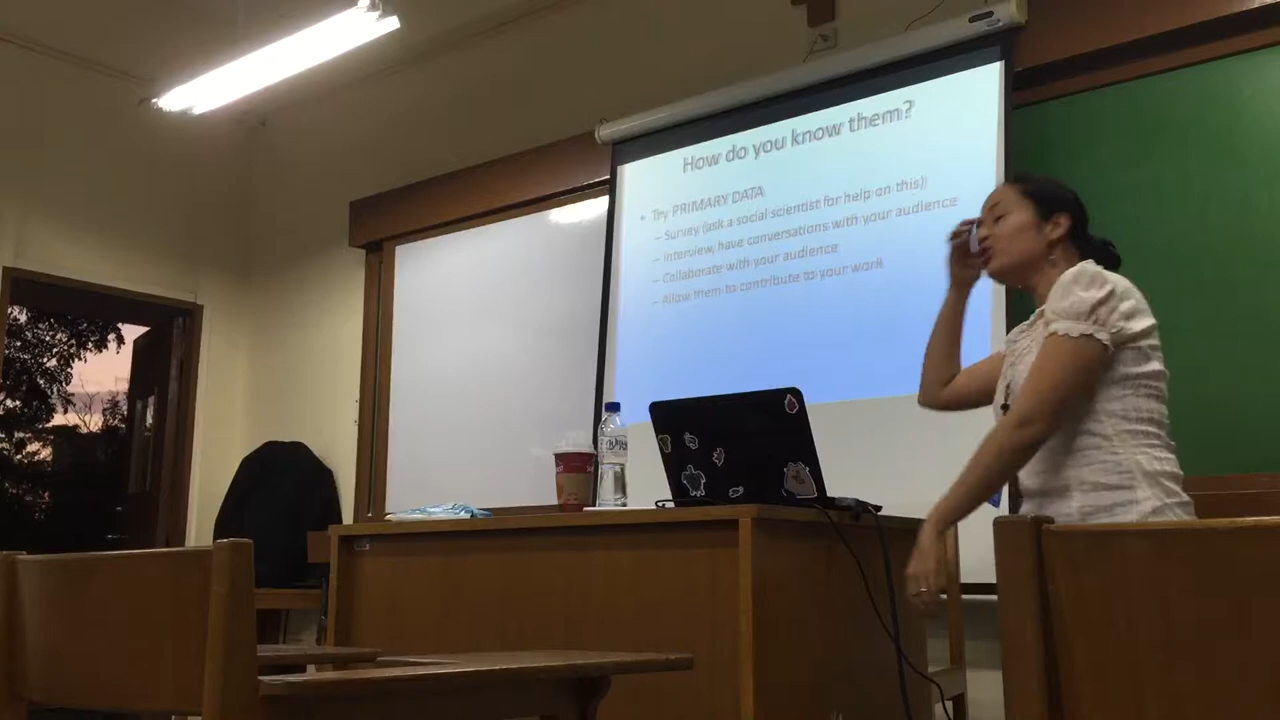 How do you know them?
• Try PRIMARY DATA
– Survey (ask a social scientist for help on this))
– Interview, have conversations with your audience
– Collaborate with your audience
– Allow them to contribute to your work